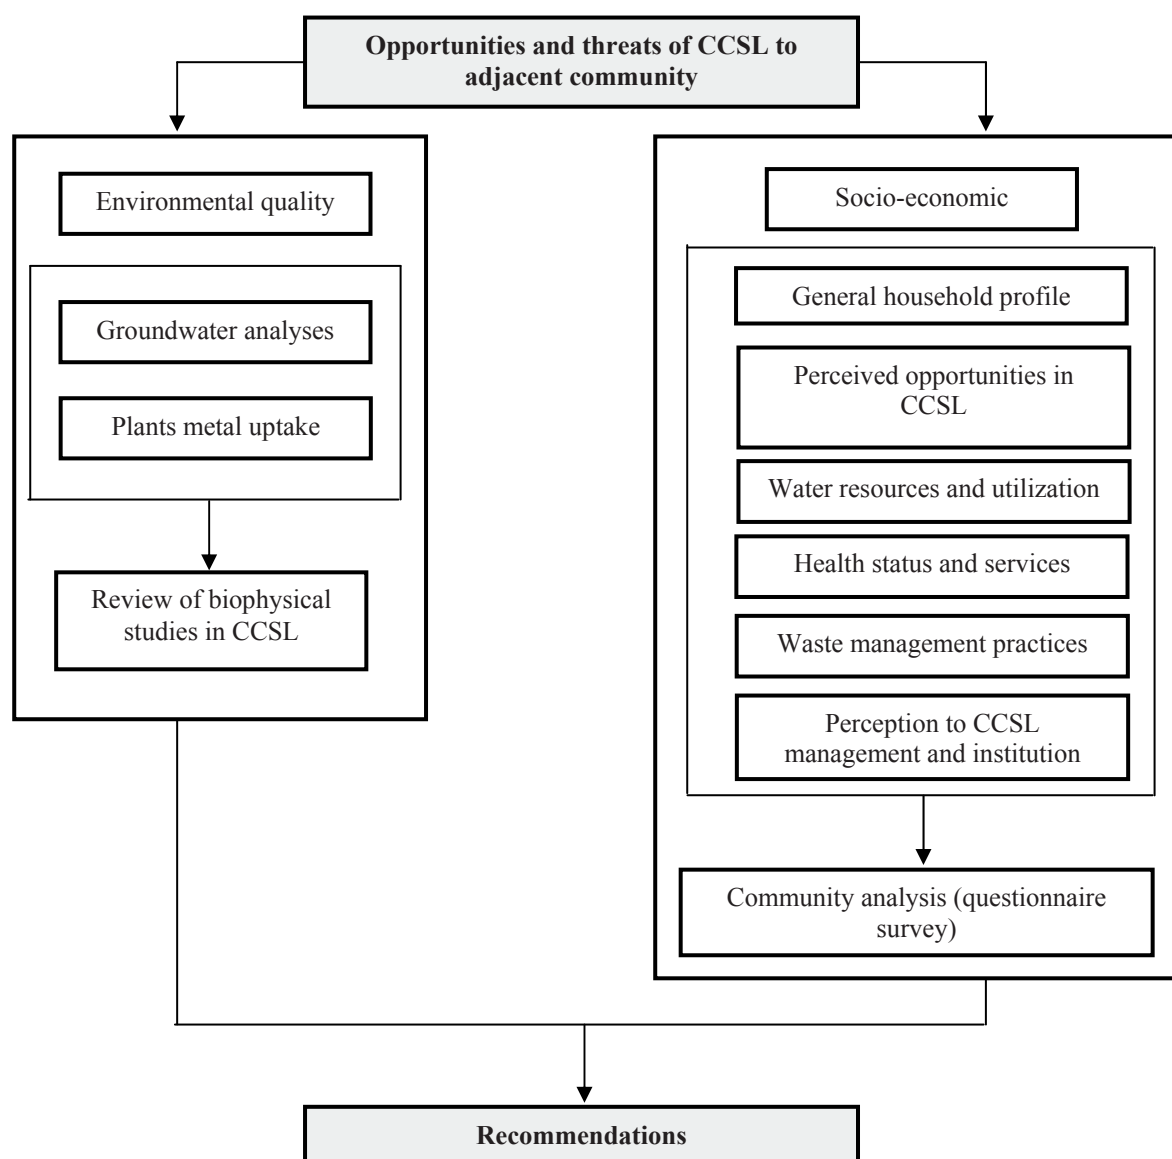 Opportunities and threats of CCSL to
adjacent community
Environmental quality
Groundwater analyses
Plants metal uptake
Review of biophysical
studies in CCSL
Socio-economic
General household profile
Perceived opportunities in
CCSL
Water resources and utilization
Health status and services
Waste management practices
Perception to CCSL
management and institution
Community analysis (questionnaire
survey)
Recommendations